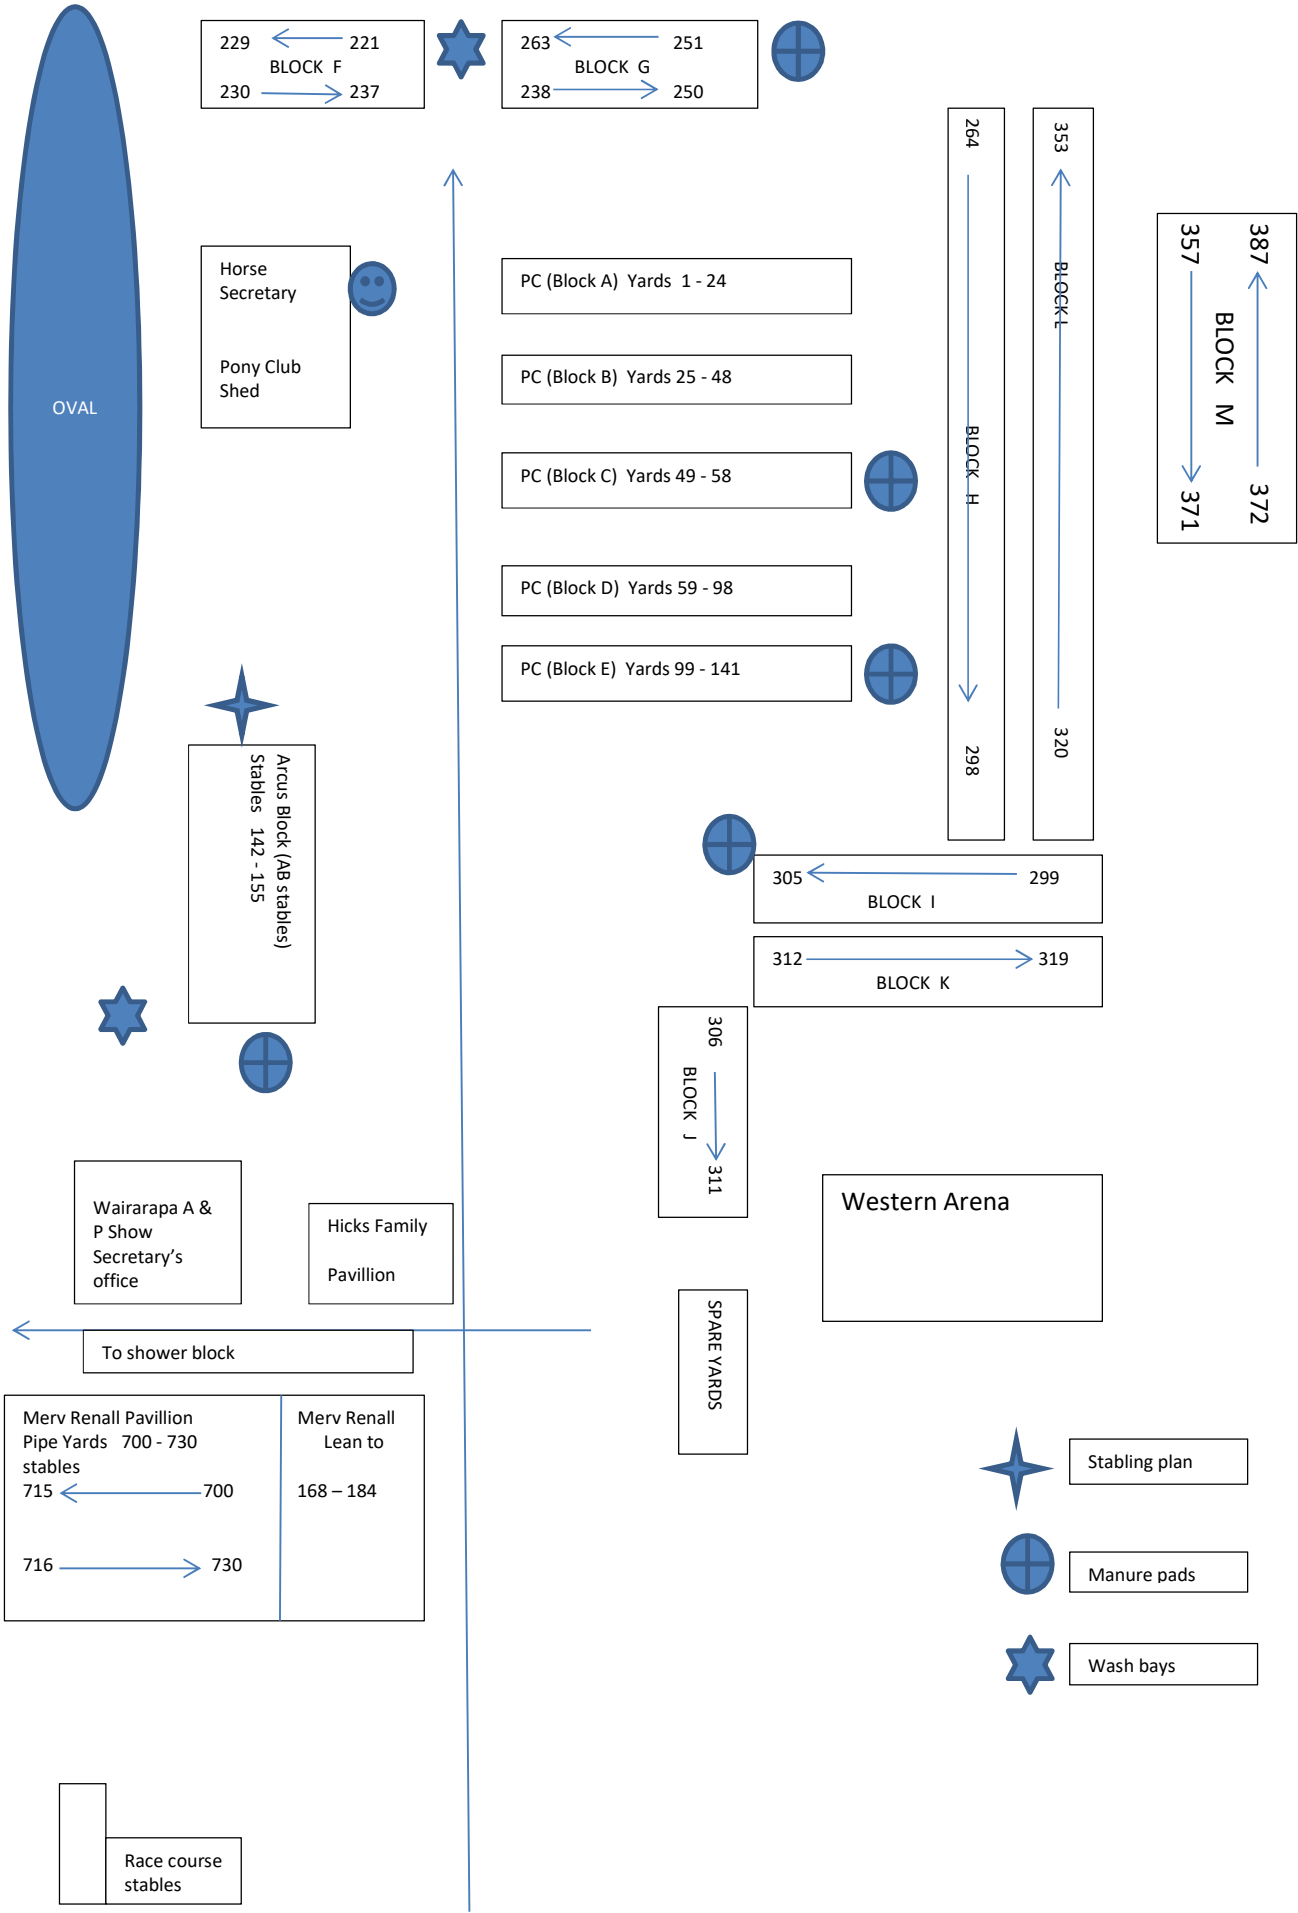 229 221
BLOCK F
230 237
263 251
BLOCK G
238 250
OVAL
Horse
Secretary
Pony Club
Shed
PC (Block A) Yards 1 - 24
PC (Block B) Yards 25 - 48
PC (Block C) Yards 49 - 58
PC (Block D) Yards 59 - 98
PC (Block E) Yards 99 - 141
264
BLOCK H
298
353
BLOCK L
320
387 372
BLOCK M
357 371
Arcus Block (AB stables)
Stables 142 - 155
305 299
BLOCK I
312 319
BLOCK K
306 311
BLOCK J
Western Arena
Wairarapa A &
P Show
Secretary’s
office
Hicks Family
Pavillion
To shower block
SPARE YARDS
Merv Renall Pavillion
Pipe Yards 700 - 730
stables
715 700
716 730
Merv Renall
Lean to
168 – 184
Stabling plan
Manure pads
Wash bays
Race course
stables